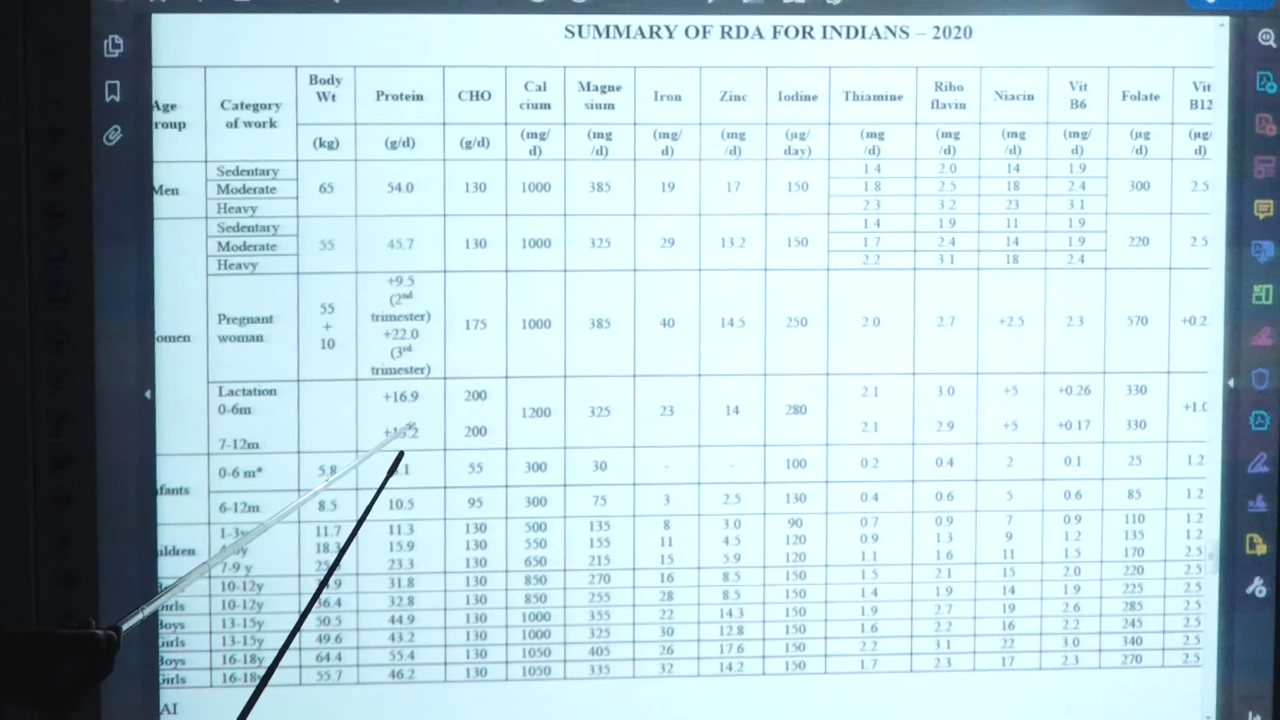 SUMMARY OF RDA FOR INDIANS – 2020
Age roup Category of work Body Wt Protein CHO Cal cium Magne sium Iron Zinc Iodine Thiamine Ribo flavin Niacin Vit B6 Folate Vit B12
(kg) (g/d) (g/d) (mg/ d) (mg /d) (mg/ d) (mg /d) (µg/ day) (mg /d) (mg /d) (mg /d) (mg/ d) (µg /d) (µg/ d)
Men Sedentary 65 54.0 130 1000 385 19 17 150 1.4 2.0 14 1.9 300 2.5
Moderate 1.8 2.5 18 2.4
Heavy 2.3 3.2 23 3.1
omen Sedentary 55 45.7 130 1000 325 29 13.2 150 1.4 1.9 11 1.9 220 2.5
Moderate 1.7 2.4 14 1.9
Heavy 2.2 3.1 18 2.4
Pregnant woman 55 + 10 +9.5 (2nd trimester) +22.0 (3rd trimester) 175 1000 385 40 14.5 250 2.0 2.7 +2.5 2.3 570 +0.2
Lactation 0-6m +16.9 200 1200 325 23 14 280 2.1 3.0 +5 +0.26 330 +1.0
7-12m 200 2.1 2.9 +5 +0.17 330
fants 0-6 m* 5.8 55 300 30 - - 100 0.2 0.4 2 0.1 25 1.2
6-12m 8.5 10.5 95 300 75 3 2.5 130 0.4 0.6 5 0.6 85 1.2
ildren 1-3y 11.7 11.3 130 500 135 8 3.0 90 0.7 0.9 7 0.9 110 1.2
18.3 15.9 130 550 155 11 4.5 120 0.9 1.3 9 1.2 135 1.2
7-9 y 23.3 130 650 215 15 5.9 120 1.1 1.6 11 1.5 170 2.5
10-12y 31.8 130 850 270 16 8.5 150 1.5 2.1 15 2.0 220 2.5
irls 10-12y 36.4 32.8 130 850 255 28 8.5 150 1.4 1.9 14 1.9 225 2.5
Boys 13-15y 50.5 44.9 130 1000 355 22 14.3 150 1.9 2.7 19 2.6 285 2.5
Girls 13-15y 49.6 43.2 130 1000 325 30 12.8 150 1.6 2.2 16 2.2 245 2.5
Boys 16-18y 64.4 55.4 130 1050 405 26 17.6 150 2.2 3.1 22 3.0 340 2.5
Girls 16-18y 55.7 46.2 130 1050 335 32 14.2 150 1.7 2.3 17 2.3 270 2.5
AI